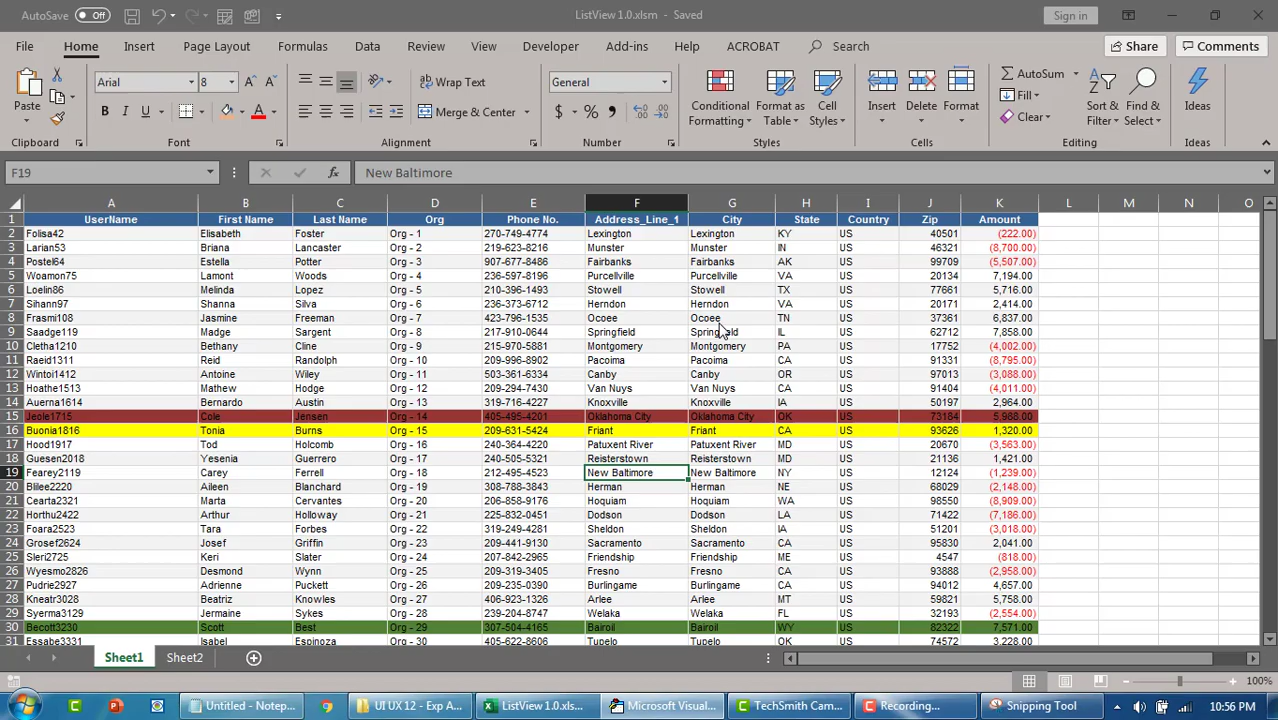 AutoSave Off ListView 1.0.xlsm - Saved Sign in
File Home Insert Page Layout Formulas Data Review View Developer Add-ins Help ACROBAT Search Share Comments
Paste Arial 8 Wrap Text General Conditional Formatting Format as Table Cell Styles Insert Delete Format AutoSum Fill Clear Sort & Filter Find & Select Ideas
B I U A Merge & Center $ %
Clipboard Font Alignment Number Styles Cells Editing Ideas
F19 fx New Baltimore
A B C D E F G H I J K L M N O
1 UserName First Name Last Name Org Phone No. Address_Line_1 City State Country Zip Amount
2 Folisa42 Elisabeth Foster Org - 1 270-749-4774 Lexington Lexington KY US 40501 (222.00)
3 Larian53 Briana Lancaster Org - 2 219-623-8216 Munster Munster IN US 46321 (8,700.00)
4 Postel64 Estella Potter Org - 3 907-677-8486 Fairbanks Fairbanks AK US 99709 (5,507.00)
5 Woamon75 Lamont Woods Org - 4 236-597-8196 Purcellville Purcellville VA US 20134 7,194.00
6 Loelin86 Melinda Lopez Org - 5 210-396-1493 Stowell Stowell TX US 77661 5,716.00
7 Sihann97 Shanna Silva Org - 6 236-373-6712 Herndon Herndon VA US 20171 2,414.00
8 Frasmi108 Jasmine Freeman Org - 7 423-796-1535 Ocoee Ocoee TN US 37361 6,837.00
9 Saadge119 Madge Sargent Org - 8 217-910-0644 Springfield Springfield IL US 62712 7,858.00
10 Cletha1210 Bethany Cline Org - 9 215-970-5881 Montgomery Montgomery PA US 17752 (4,002.00)
11 Raeid1311 Reid Randolph Org - 10 209-996-8902 Pacoima Pacoima CA US 91331 (8,795.00)
12 Wintoi1412 Antoine Wiley Org - 11 503-361-6334 Canby Canby OR US 97013 (3,088.00)
13 Hoathe1513 Mathew Hodge Org - 12 209-294-7430 Van Nuys Van Nuys CA US 91404 (4,011.00)
14 Auerna1614 Bernardo Austin Org - 13 319-716-4227 Knoxville Knoxville IA US 50197 2,964.00
15 Jeole1715 Cole Jensen Org - 14 405-495-4201 Oklahoma City Oklahoma City OK US 73184 5,968.00
16 Buonia1816 Tonia Burns Org - 15 209-631-5424 Friant Friant CA US 93626 1,320.00
17 Hood1917 Tod Holcomb Org - 16 240-364-4220 Patuxent River Patuxent River MD US 20670 (3,563.00)
18 Guesen2018 Yesenia Guerrero Org - 17 240-505-5321 Reisterstown Reisterstown MD US 21136 1,421.00
19 Fearey2119 Carey Ferrell Org - 18 212-495-4523 New Baltimore New Baltimore NY US 12124 (1,239.00)
20 Blilee2220 Aileen Blanchard Org - 19 308-788-3843 Herman Herman NE US 68029 (2,148.00)
21 Cearta2321 Marta Cervantes Org - 20 206-858-9176 Hoquiam Hoquiam WA US 98550 (8,909.00)
22 Horthu2422 Arthur Holloway Org - 21 225-832-0451 Dodson Dodson LA US 71422 (7,186.00)
23 Foara2523 Tara Forbes Org - 22 319-249-4281 Sheldon Sheldon IA US 51201 (3,018.00)
24 Grosef2624 Josef Griffin Org - 23 209-441-9130 Sacramento Sacramento CA US 95830 2,041.00
25 Sleri2725 Keri Slater Org - 24 207-842-2965 Friendship Friendship ME US 4547 (818.00)
26 Wyesmo2826 Desmond Wynn Org - 25 209-319-3405 Fresno Fresno CA US 93888 (2,958.00)
27 Pudrie2927 Andrew Puckett Org - 26 209-235-0390 Burlingame Burlingame CA US 94012 4,657.00
28 Kneatr3028 Beatriz Knowles Org - 27 406-923-1326 Arlee Arlee MT US 59821 5,758.00
29 Syerma3129 Jermaine Sykes Org - 28 239-204-8747 Welaka Welaka FL US 32193 (2,554.00)
30 Becott3230 Scott Best Org - 29 307-504-4165 Bairoil Bairoil WY US 82322 7,571.00
31 Essabe3331 Isabel Espinoza Org - 30 405-622-8606 Tupelo Tupelo OK US 74572 3,228.00
Sheet1 Sheet2
100%
Untitled - Notep... UI UX 12 - Exp A... ListView 1.0.xls... Microsoft Visual... TechSmith Cam... Recording... Snipping Tool 10:56 PM